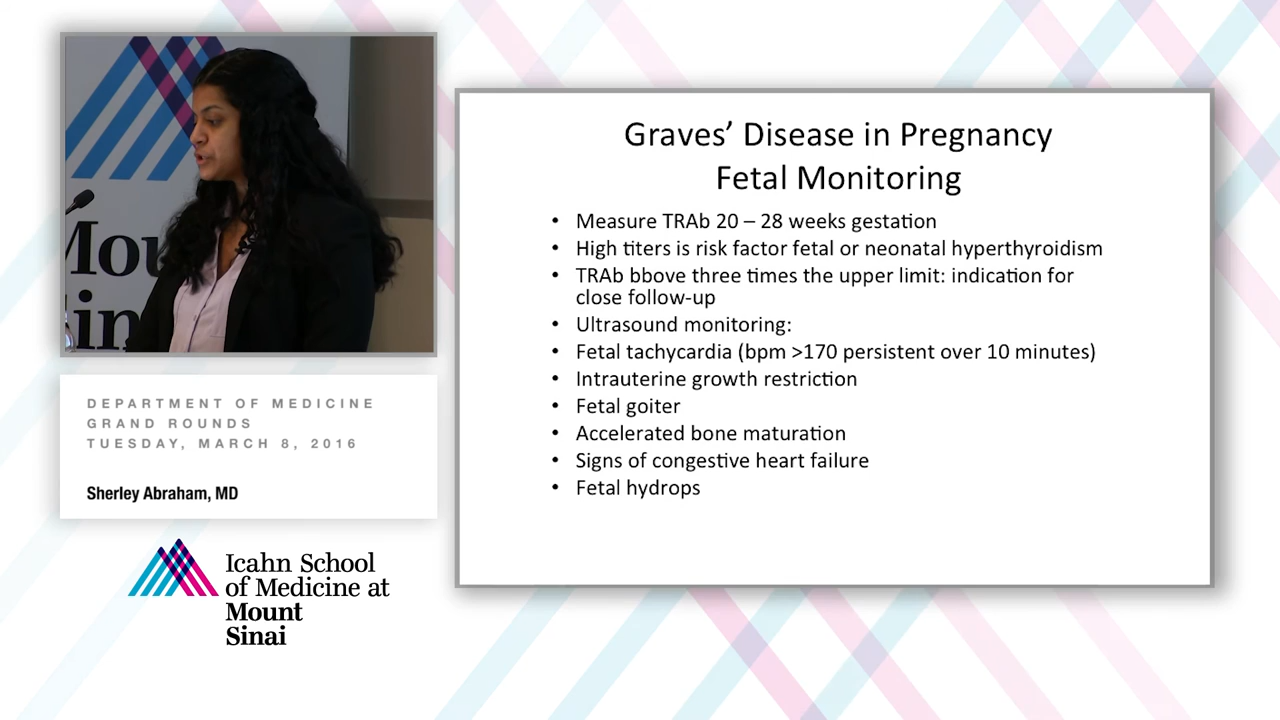 Mou
Sin
DEPARTMENT OF MEDICINE
GRAND ROUNDS
TUESDAY, MARCH 8, 2016
Sherley Abraham, MD
Icahn School
of Medicine at
Mount
Sinai
Graves’ Disease in Pregnancy
Fetal Monitoring
• Measure TRAb 20 – 28 weeks gestation
• High titers is risk factor fetal or neonatal hyperthyroidism
• TRAb bbove three times the upper limit: indication for
close follow-up
• Ultrasound monitoring:
• Fetal tachycardia (bpm >170 persistent over 10 minutes)
• Intrauterine growth restriction
• Fetal goiter
• Accelerated bone maturation
• Signs of congestive heart failure
• Fetal hydrops